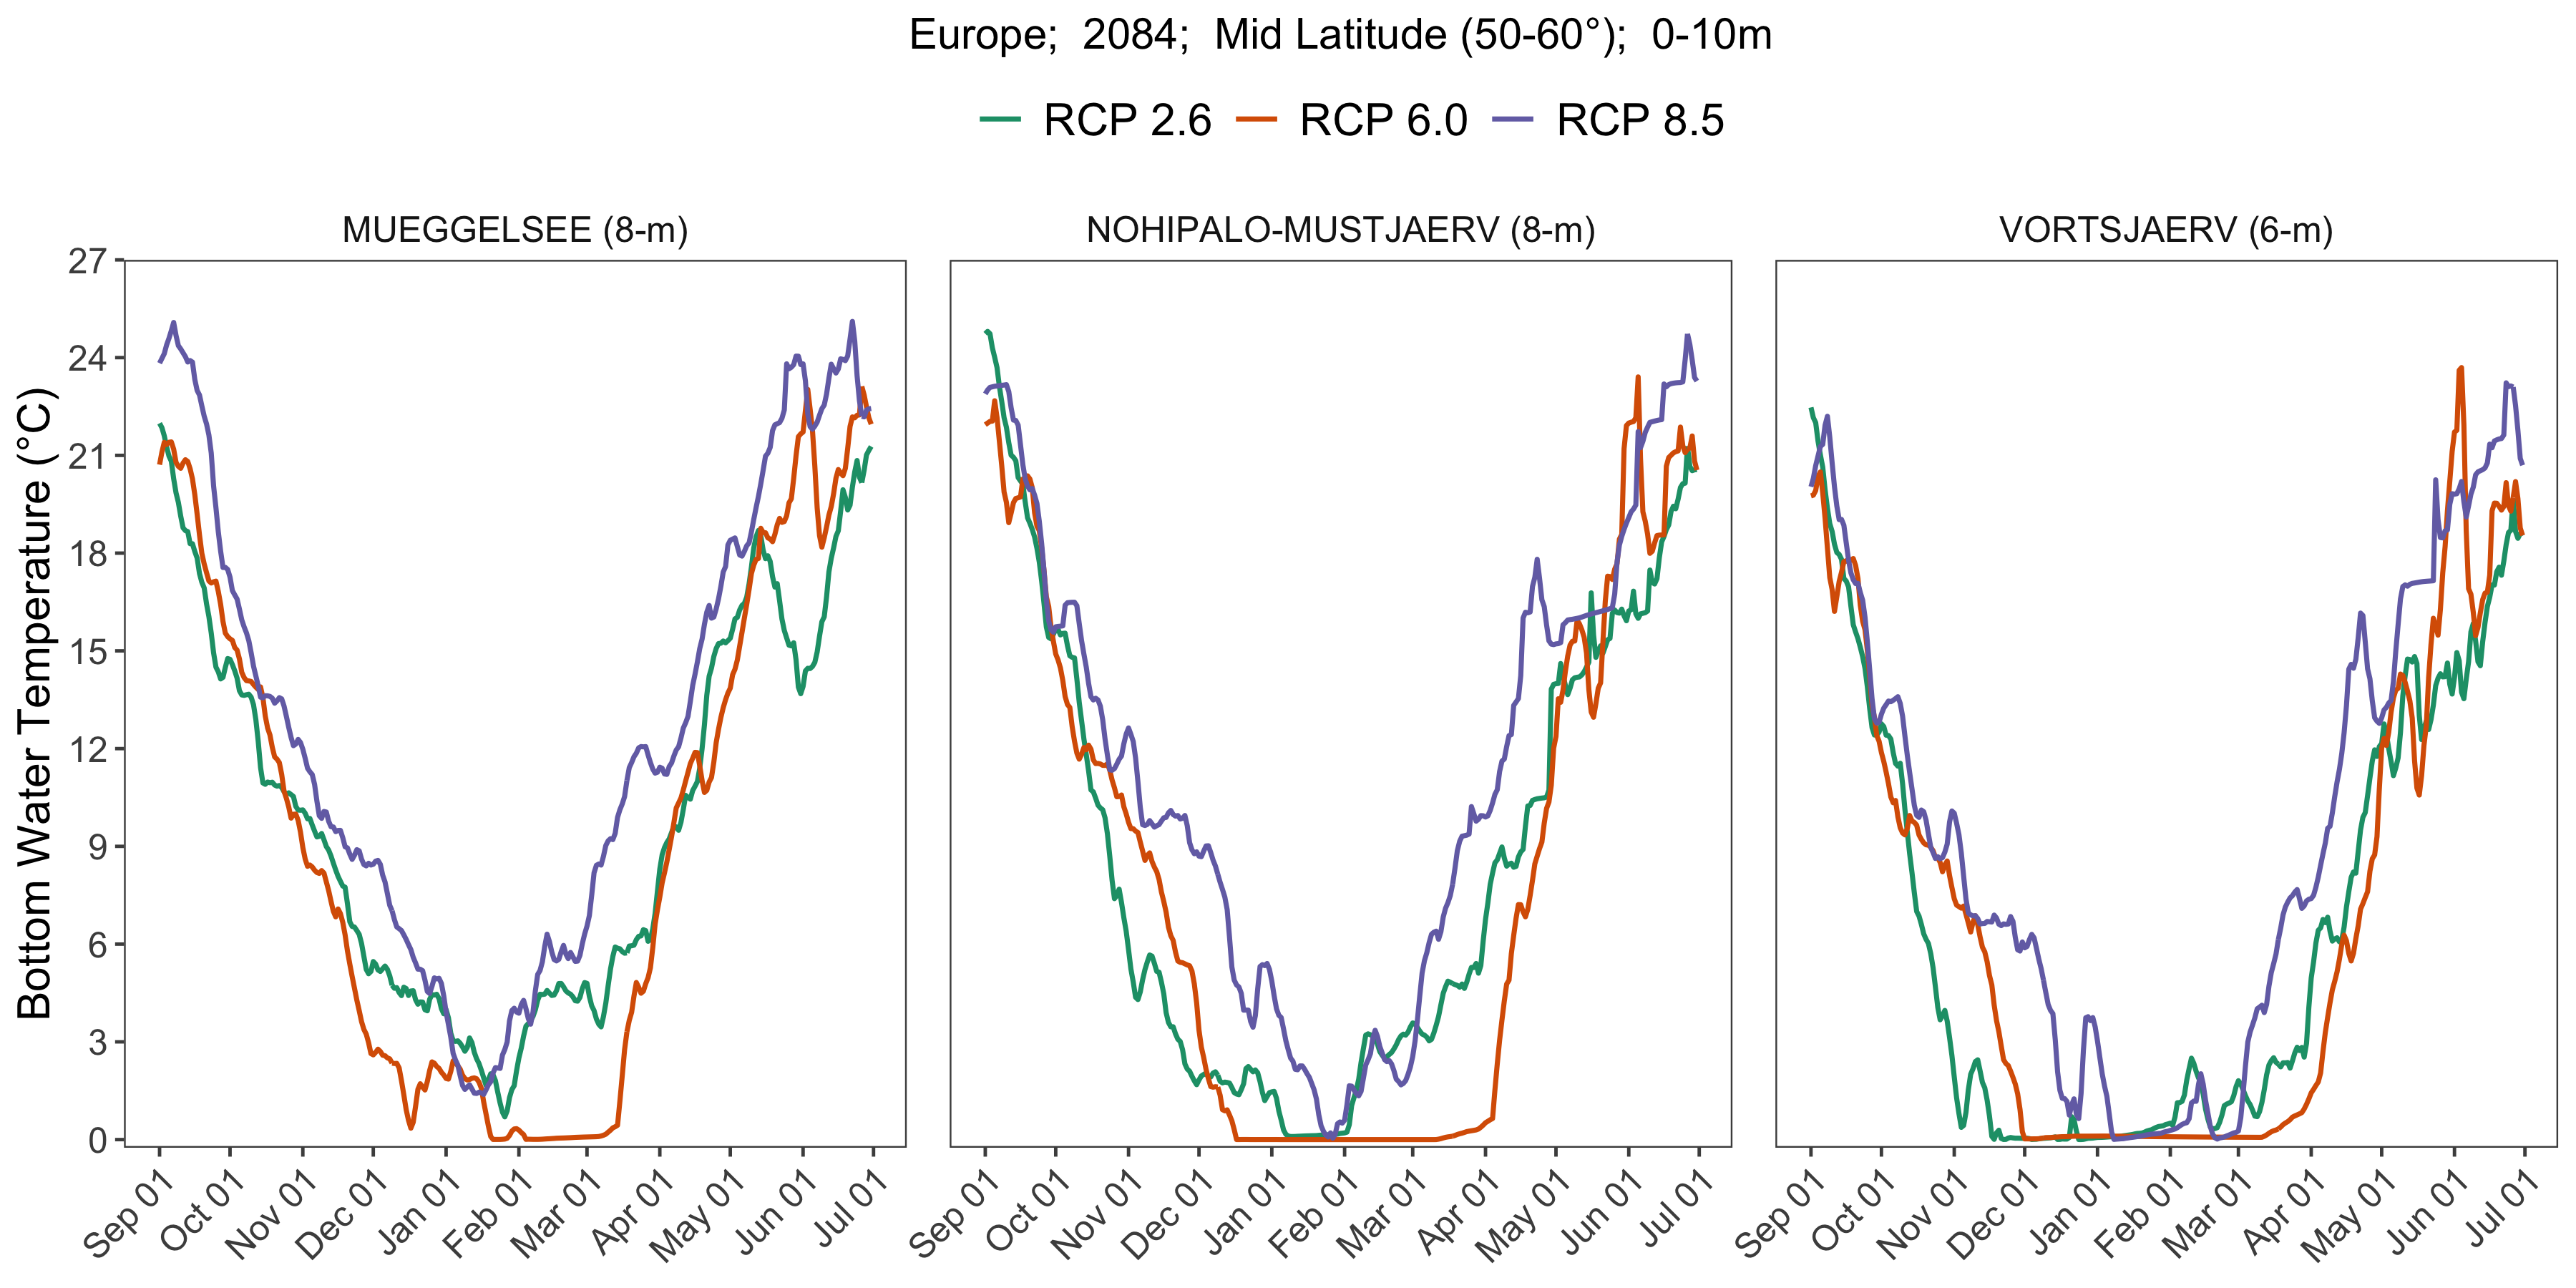 Europe;  2084;  Mid Latitude (50-60°);  0-10m
RCP 2.6 RCP 6.0 RCP 8.5
MUEGGELSEE (8-m)
NOHIPALO-MUSTJAERV (8-m)
VORTSJAERV (6-m)
Bottom Water Temperature (°C)
27
24
21
18
15
12
9
6
3
0
Sep 01 Oct 01 Nov 01 Dec 01 Jan 01 Feb 01 Mar 01 Apr 01 May 01 Jun 01 Jul 01
Sep 01 Oct 01 Nov 01 Dec 01 Jan 01 Feb 01 Mar 01 Apr 01 May 01 Jun 01 Jul 01
Sep 01 Oct 01 Nov 01 Dec 01 Jan 01 Feb 01 Mar 01 Apr 01 May 01 Jun 01 Jul 01